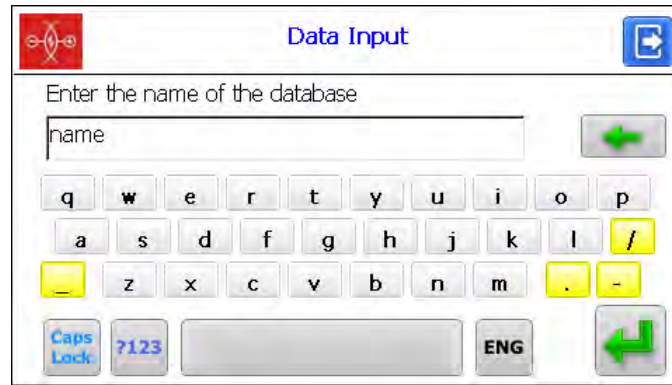 Data Input
Enter the name of the database
name
q w e r t y u i o p
a s d f g h j k l /
_ z x c v b n m . -
Caps Lock ?123 ENG